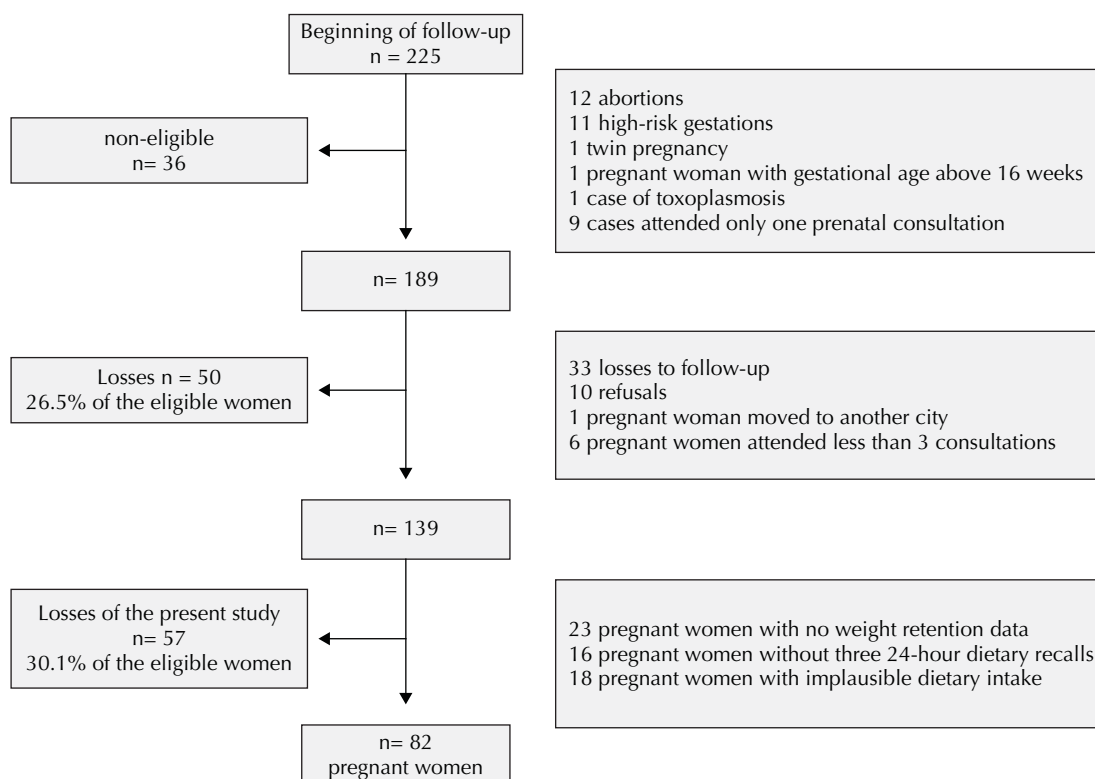 Beginning of follow-up
n = 225
12 abortions
11 high-risk gestations
1 twin pregnancy
1 pregnant woman with gestational age above 16 weeks
1 case of toxoplasmosis
9 cases attended only one prenatal consultation
non-eligible
n= 36
n= 189
33 losses to follow-up
10 refusals
1 pregnant woman moved to another city
6 pregnant women attended less than 3 consultations
Losses n = 50
26.5% of the eligible women
n= 139
23 pregnant women with no weight retention data
16 pregnant women without three 24-hour dietary recalls
18 pregnant women with implausible dietary intake
Losses of the present study
n= 57
30.1% of the eligible women
n= 82
pregnant women